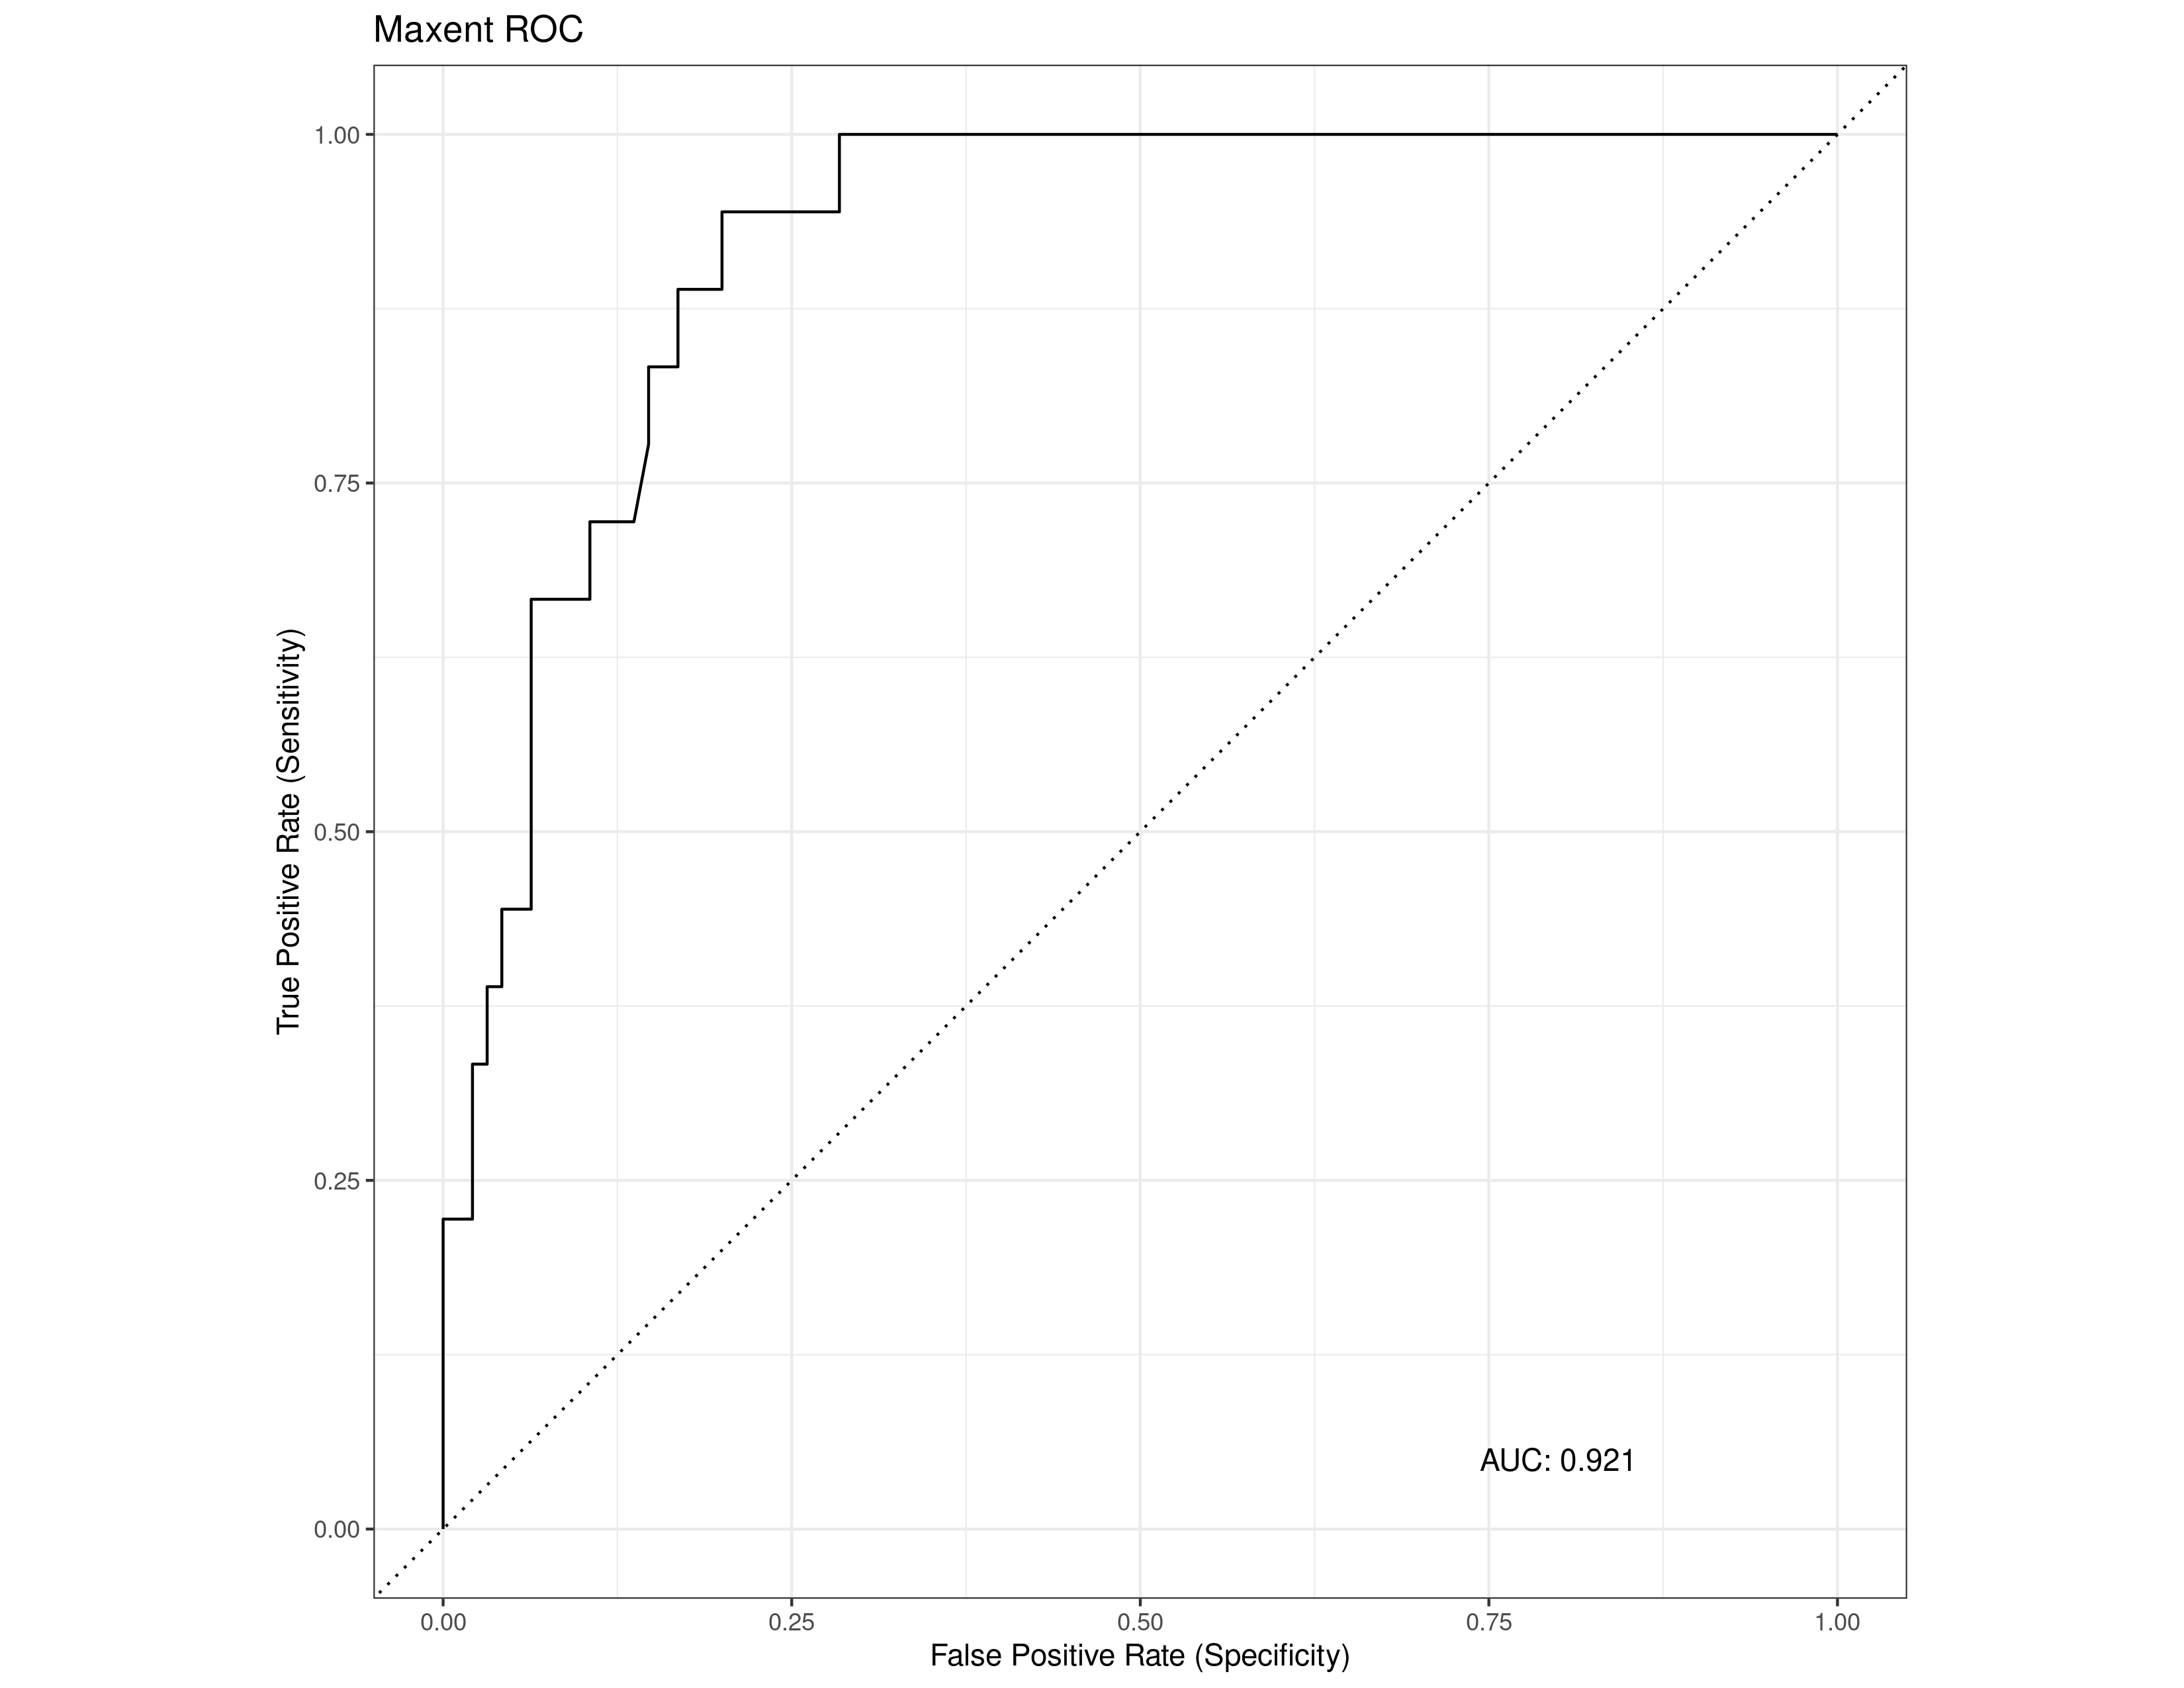 Maxent ROC
True Positive Rate (Sensitivity)
1.00
0.75
0.50
0.25
0.00
AUC: 0.921
0.00 0.25 0.50 0.75 1.00
False Positive Rate (Specificity)